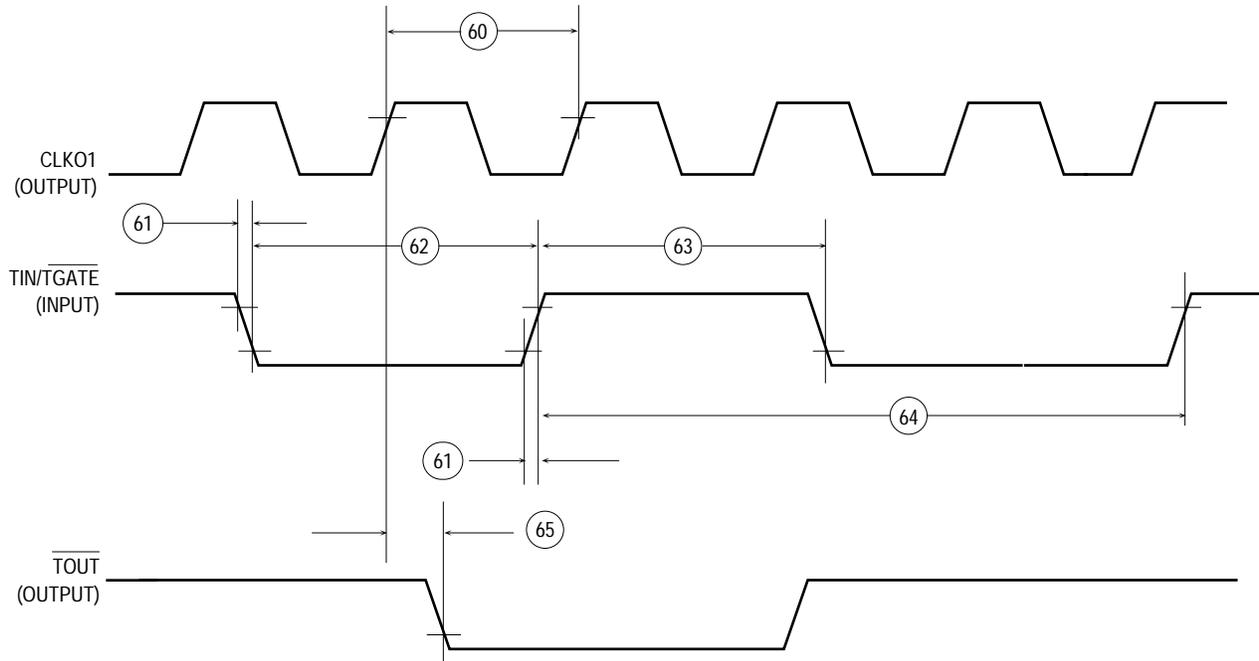 60
CLKO1
(OUTPUT)
61
62
63
TIN/TGATE
(INPUT)
64
61
65
TOUT
(OUTPUT)